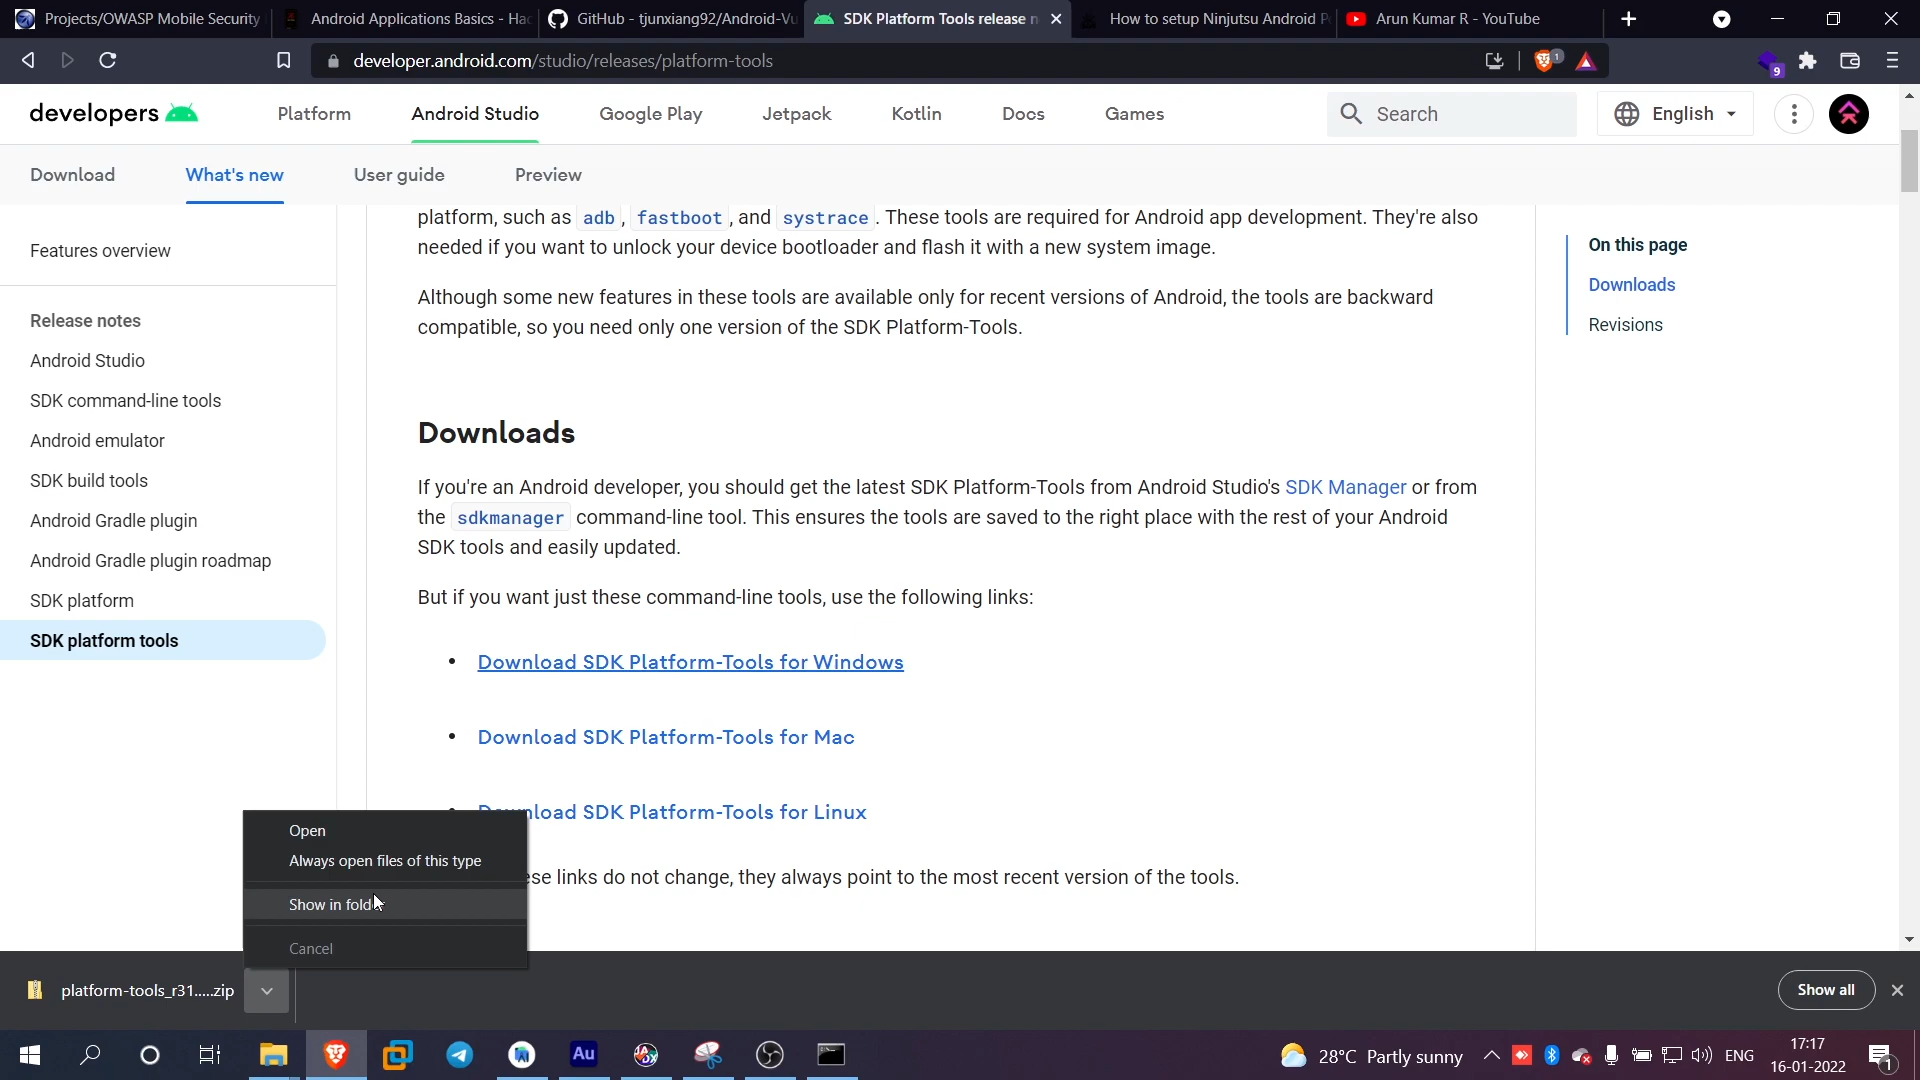 Projects/OWASP Mobile Security
Android Applications Basics - Hac
GitHub - tjunxiang92/Android-Vu
SDK Platform Tools release n
How to setup Ninjutsu Android P
Arun Kumar R - YouTube
developer.android.com/studio/releases/platform-tools
1
9
developers
Platform
Android Studio
Google Play
Jetpack
Kotlin
Docs
Games
Search
English
Download
What's new
User guide
Preview
Features overview
Release notes
Android Studio
SDK command-line tools
Android emulator
SDK build tools
Android Gradle plugin
Android Gradle plugin roadmap
SDK platform
SDK platform tools
platform, such as adb, fastboot, and systrace. These tools are required for Android app development. They're also
needed if you want to unlock your device bootloader and flash it with a new system image.
Although some new features in these tools are available only for recent versions of Android, the tools are backward
compatible, so you need only one version of the SDK Platform-Tools.
Downloads
If you're an Android developer, you should get the latest SDK Platform-Tools from Android Studio's SDK Manager or from
the sdkmanager command-line tool. This ensures the tools are saved to the right place with the rest of your Android
SDK tools and easily updated.
But if you want just these command-line tools, use the following links:
• Download SDK Platform-Tools for Windows
• Download SDK Platform-Tools for Mac
nload SDK Platform-Tools for Linux
se links do not change, they always point to the most recent version of the tools.
On this page
Downloads
Revisions
Open
Always open files of this type
Show in fold
Cancel
platform-tools_r31.....zip
Show all
Au
28°C Partly sunny
ENG
17:17
16-01-2022
1